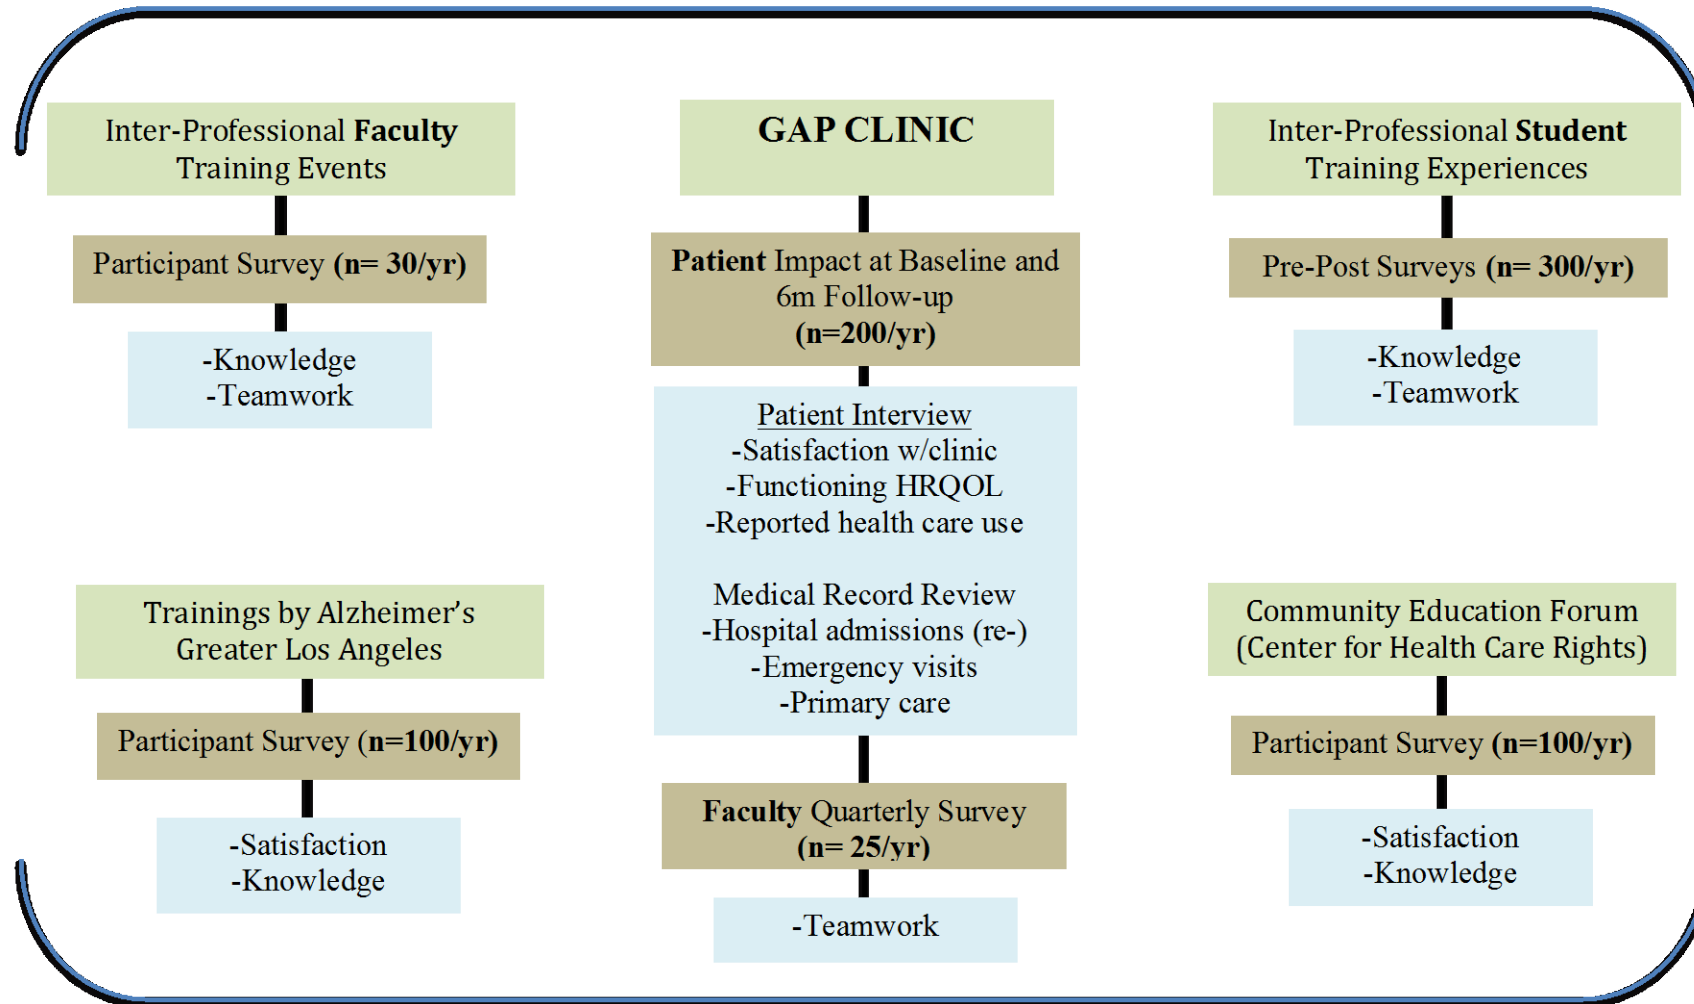 Inter-Professional Faculty
Training Events
Participant Survey (n= 30/yr)
-Knowledge
-Teamwork
Trainings by Alzheimer’s
Greater Los Angeles
Participant Survey (n=100/yr)
-Satisfaction
-Knowledge
GAP CLINIC
Patient Impact at Baseline and
6m Follow-up
(n=200/yr)
Patient Interview
-Satisfaction w/clinic
-Functioning HRQOL
-Reported health care use
Medical Record Review
-Hospital admissions (re-)
-Emergency visits
-Primary care
Faculty Quarterly Survey
(n= 25/yr)
-Teamwork
Inter-Professional Student
Training Experiences
Pre-Post Surveys (n= 300/yr)
-Knowledge
-Teamwork
Community Education Forum
(Center for Health Care Rights)
Participant Survey (n=100/yr)
-Satisfaction
-Knowledge